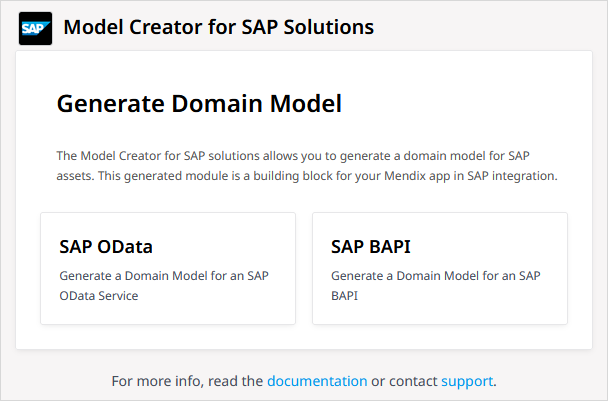 SAP
Model Creator for SAP Solutions
Generate Domain Model
The Model Creator for SAP solutions allows you to generate a domain model for SAP
assets. This generated module is a building block for your Mendix app in SAP integration.
SAP OData
Generate a Domain Model for an SAP
OData Service
SAP BAPI
Generate a Domain Model for an SAP
BAPI
For more info, read the documentation or contact support.